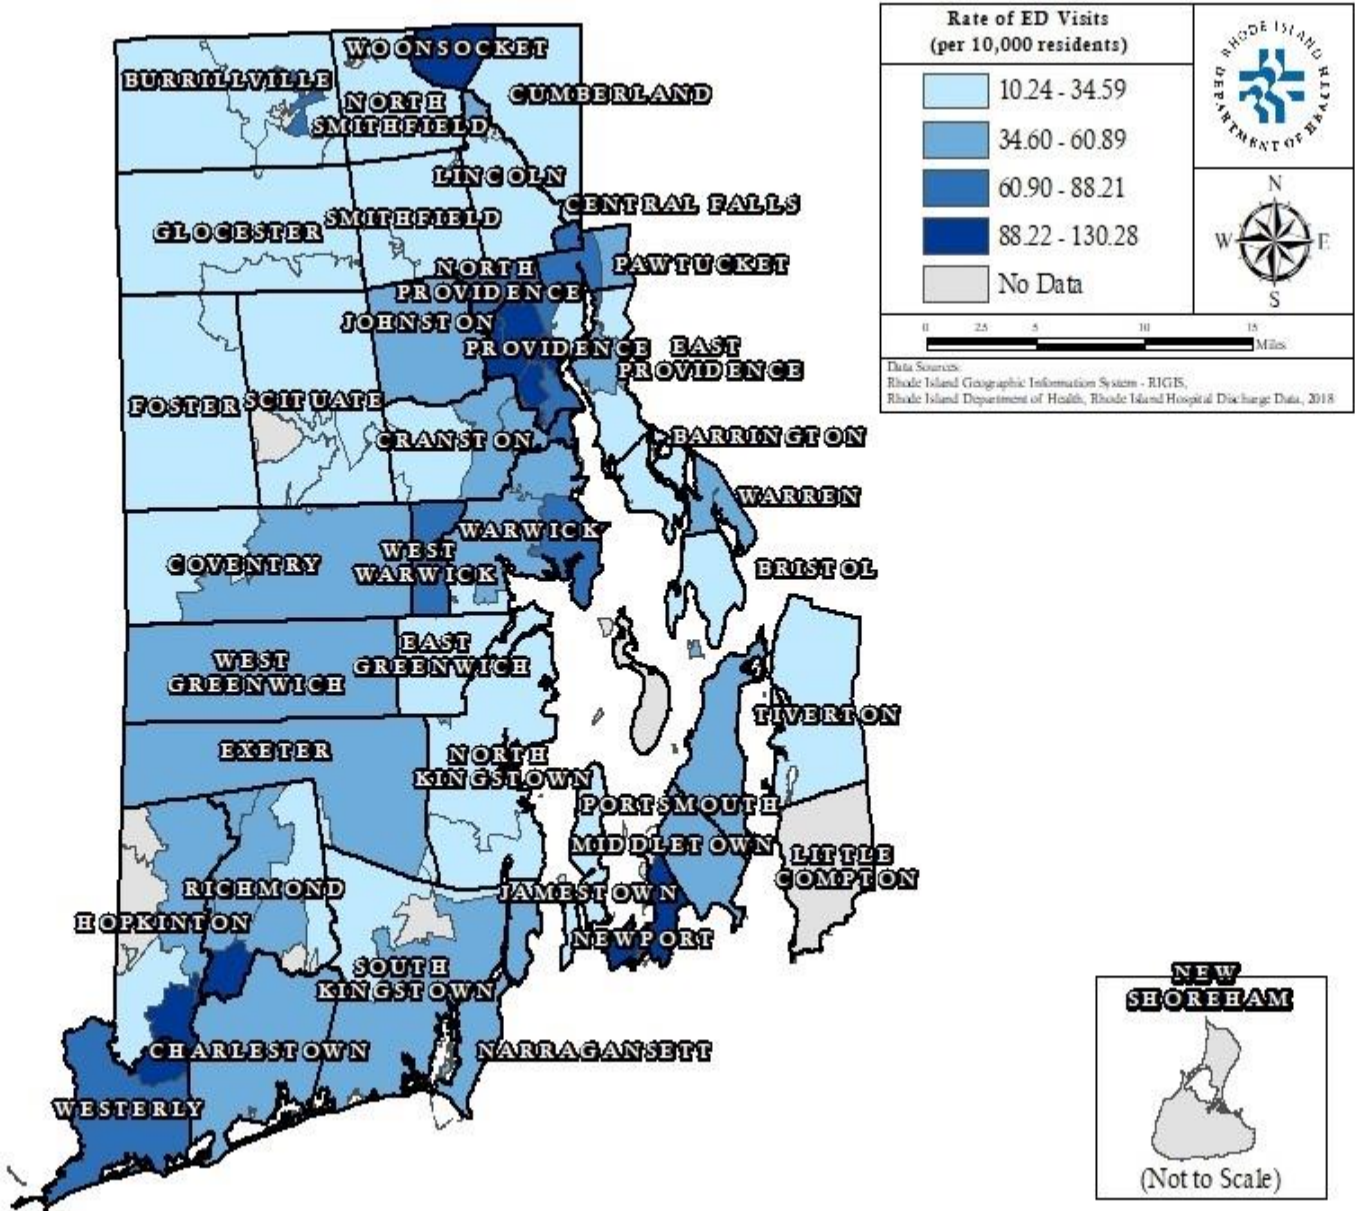 Rate of ED Visits
(per 10,000 residents)
10.24 - 34.59
34.60 - 60.89
60.90 - 88.21
88.22 - 130.28
No Data
RHODE ISLAND HEALTH
DEPARTMENT OF
N
W E
S
0 2.5 5 10 15
Miles
Data Sources:
Rhode Island Geographic Information System - RIGIS,
Rhode Island Department of Health, Rhode Island Hospital Discharge Data, 2018
WOONSOCKET
BURRILLVILLE
CUMBERLAND
NORTH
SMITHFIELD
LINCOLN
CENTRAL FALLS
SMITHFIELD
GLOCESTER
PAWTUCKET
NORTH
PROVIDENCE
JOHNSTON
PROVIDENCE
EAST
PROVIDENCE
FOSTER
SCITUATE
CRANSTON
BARRINGTON
WARREN
WARWICK
COVENTRY
WEST
WARWICK
BRISTOL
EAST
GREENWICH
WEST
GREENWICH
TIVERTON
EXETER
NORTH
KINGSTOWN
PORTSMOUTH
MIDDLETOWN
LITTLE
COMPTON
RICHMOND
JAMESTOWN
HOPKINTON
NEWPORT
SOUTH
KINGSTOWN
NEW
SHOREHAM
CHARLESTOWN
NARRAGANSETT
WESTERLY
(Not to Scale)